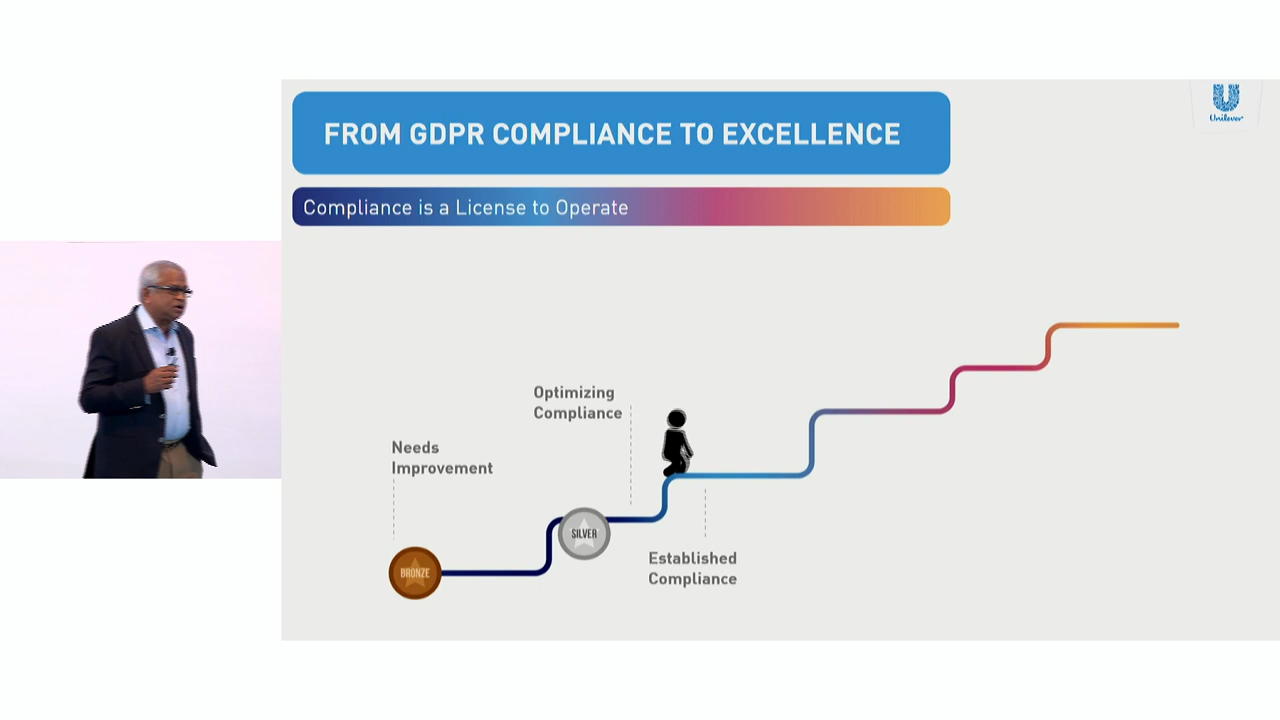 FROM GDPR COMPLIANCE TO EXCELLENCE
Unilever
Compliance is a License to Operate
Optimizing
Compliance
Needs
Improvement
SILVER
BRONZE
Established
Compliance